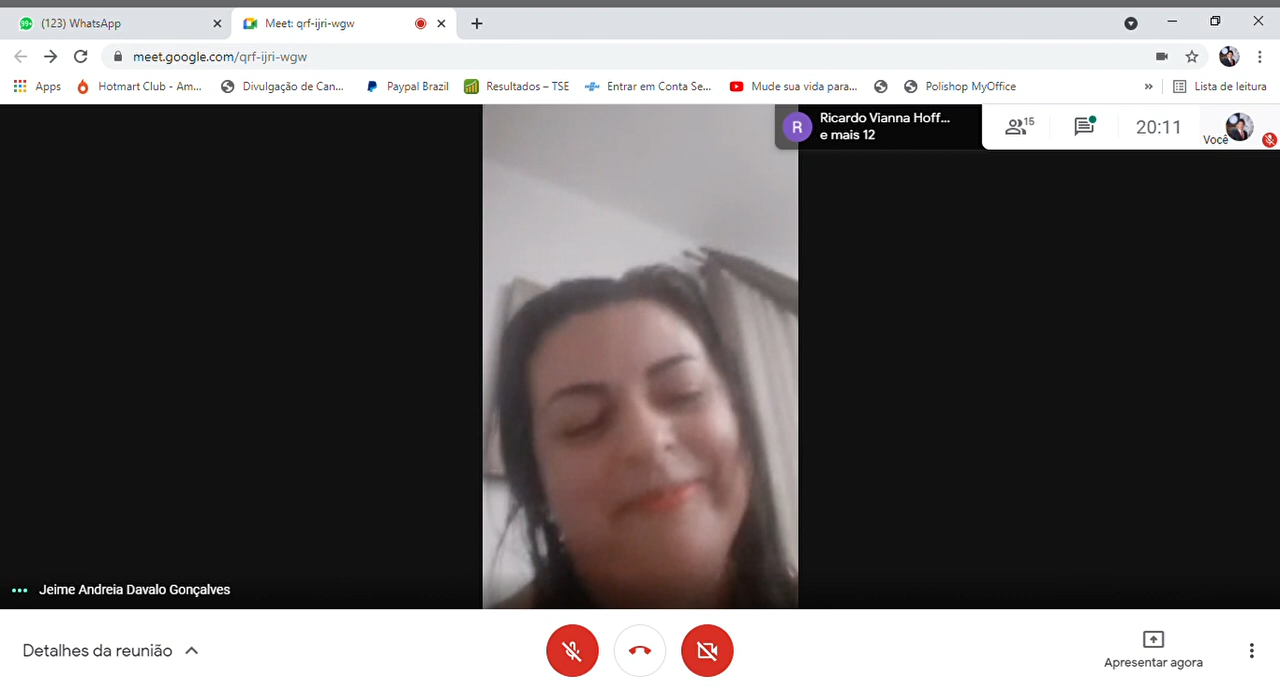 99+
(123) WhatsApp
Meet: qrf-ijri-wgw
meet.google.com/qrf-ijri-wgw
Apps
Hotmart Club - Am...
Divulgação de Can...
Paypal Brazil
Resultados – TSE
Entrar em Conta Se...
Mude sua vida para...
Polishop MyOffice
»
Lista de leitura
R
Ricardo Vianna Hoff...
e mais 12
15
20:11
Você
Jeime Andreia Davalo Gonçalves
Detalhes da reunião
Apresentar agora